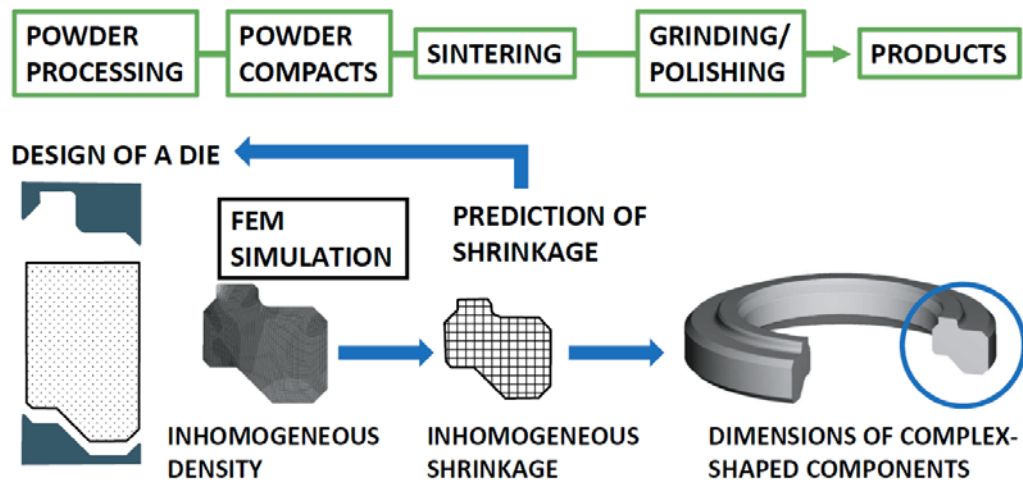 POWDER
PROCESSING
POWDER
COMPACTS
SINTERING
GRINDING/
POLISHING
PRODUCTS
DESIGN OF A DIE
FEM
SIMULATION
PREDICTION OF
SHRINKAGE
INHOMOGENEOUS
DENSITY
INHOMOGENEOUS
SHRINKAGE
DIMENSIONS OF COMPLEX-
SHAPED COMPONENTS